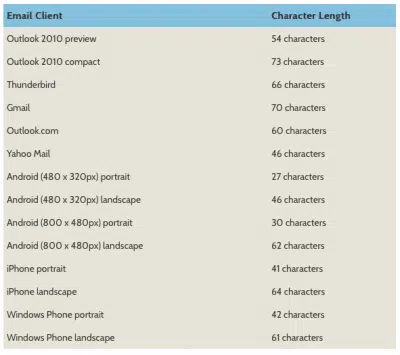 Email Client Character Length
Outlook 2010 preview 54 characters
Outlook 2010 compact 73 characters
Thunderbird 66 characters
Gmail 70 characters
Outlook.com 60 characters
Yahoo Mail 46 characters
Android (480 x 320px) portrait 27 characters
Android (480 x 320px) landscape 46 characters
Android (800 x 480px) portrait 30 characters
Android (800 x 480px) landscape 62 characters
iPhone portrait 41 characters
iPhone landscape 64 characters
Windows Phone portrait 42 characters
Windows Phone landscape 61 characters